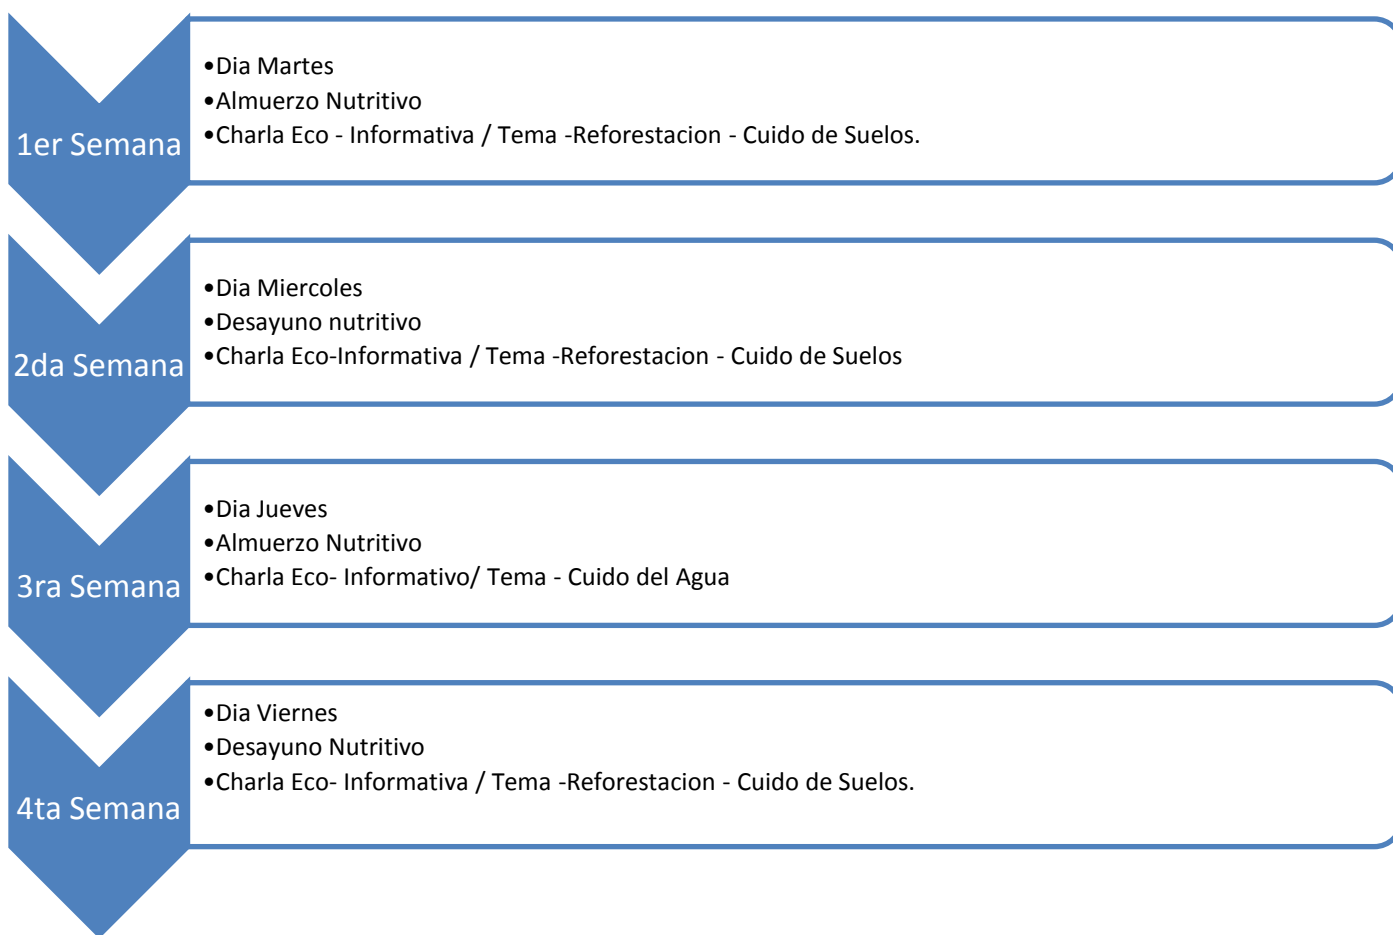 1er Semana
•Dia Martes
•Almuerzo Nutritivo
•Charla Eco - Informativa / Tema -Reforestacion - Cuido de Suelos.
2da Semana
•Dia Miercoles
•Desayuno nutritivo
•Charla Eco-Informativa / Tema -Reforestacion - Cuido de Suelos
3ra Semana
•Dia Jueves
•Almuerzo Nutritivo
•Charla Eco- Informativo/ Tema - Cuido del Agua
4ta Semana
•Dia Viernes
•Desayuno Nutritivo
•Charla Eco- Informativa / Tema -Reforestacion - Cuido de Suelos.